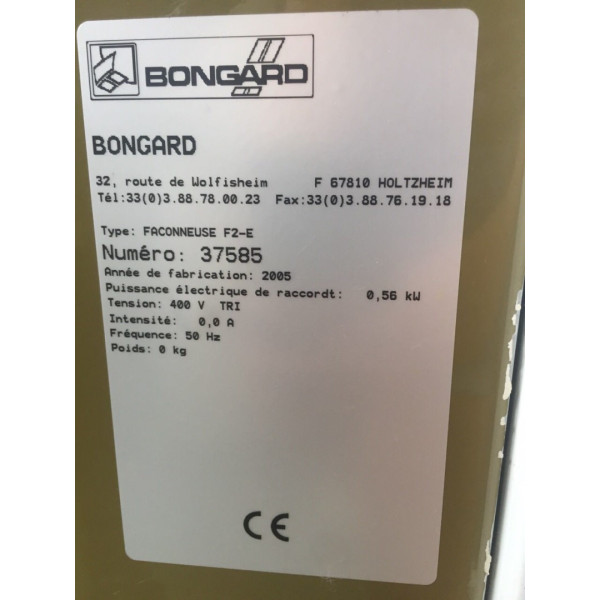 BONGARD
BONGARD
32, route de Wolfisheim F 67810 HOLTZHEIM
Tél:33(0)3.88.78.00.23 Fax:33(0)3.88.76.19.18
Type: FACONNEUSE F2-E
Numéro: 37585
Année de fabrication: 2005
Puissance électrique de raccordt: 0,56 kW
Tension: 400 V TRI
Intensité: 0,0 A
Fréquence: 50 Hz
Poids: 0 kg
CE